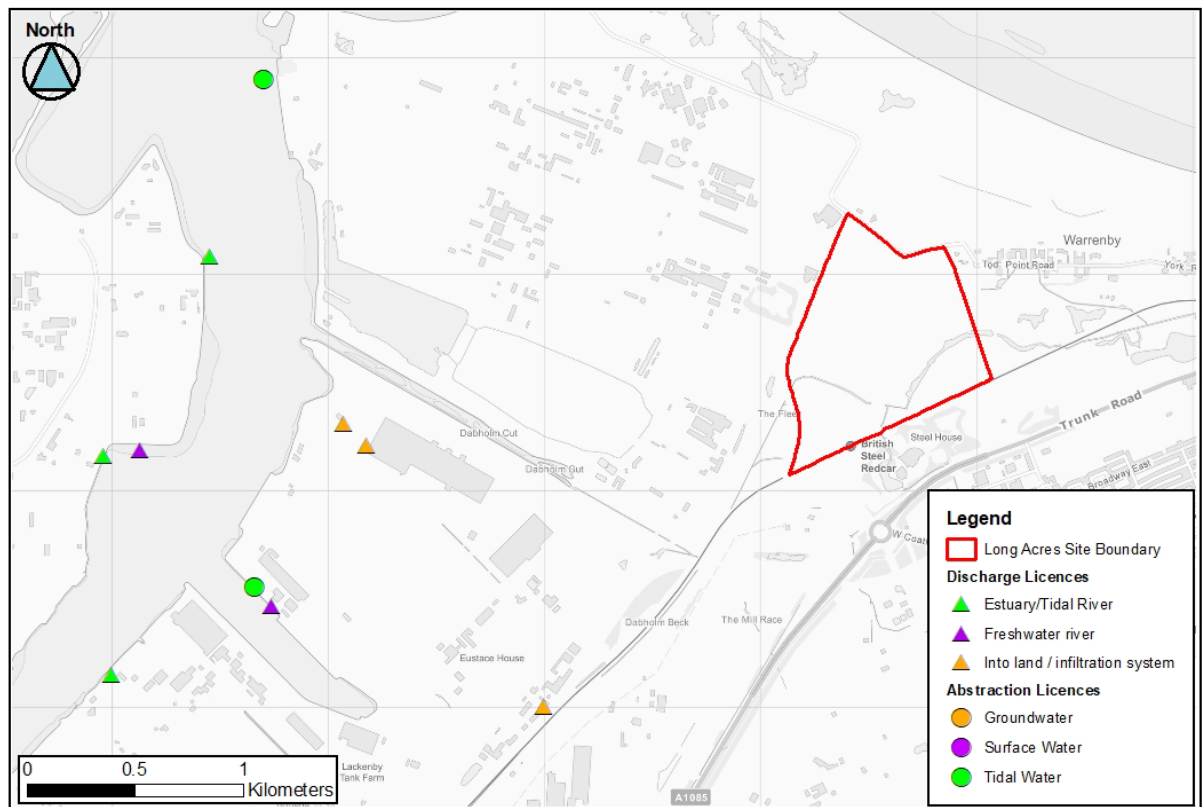 North
Warrenby
Tod Point Road
York R
Trunk Road
The Flee
British
Steel
Redcar
Steel House
Dabholm Cut
Dabholm Gut
Broadway East
W Coat
The Mill Race
Dabholm Beck
Eustace House
Lackenby
Tank Farm
A1085
0 0.5 1
Kilometers
Legend
Long Acres Site Boundary
Discharge Licences
Estuary/Tidal River
Freshwater river
Into land / infiltration system
Abstraction Licences
Groundwater
Surface Water
Tidal Water